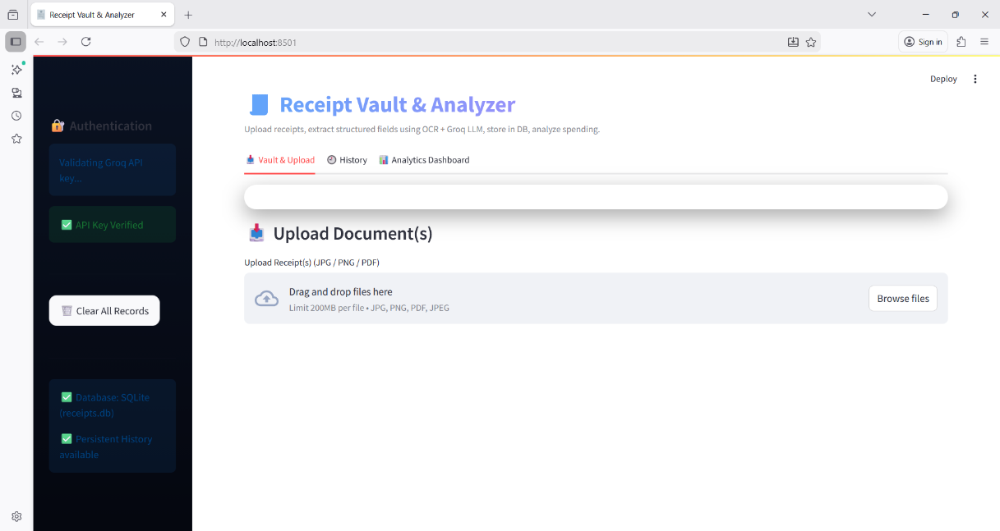 Receipt Vault & Analyzer
http://localhost:8501
Sign in
Deploy
Authentication
Validating Groq API
key...
API Key Verified
Clear All Records
Database: SQLite
(receipts.db)
Persistent History
available
Receipt Vault & Analyzer
Upload receipts, extract structured fields using OCR + Groq LLM, store in DB, analyze spending.
Vault & Upload History Analytics Dashboard
Upload Document(s)
Upload Receipt(s) (JPG / PNG / PDF)
Drag and drop files here
Limit 200MB per file • JPG, PNG, PDF, JPEG
Browse files